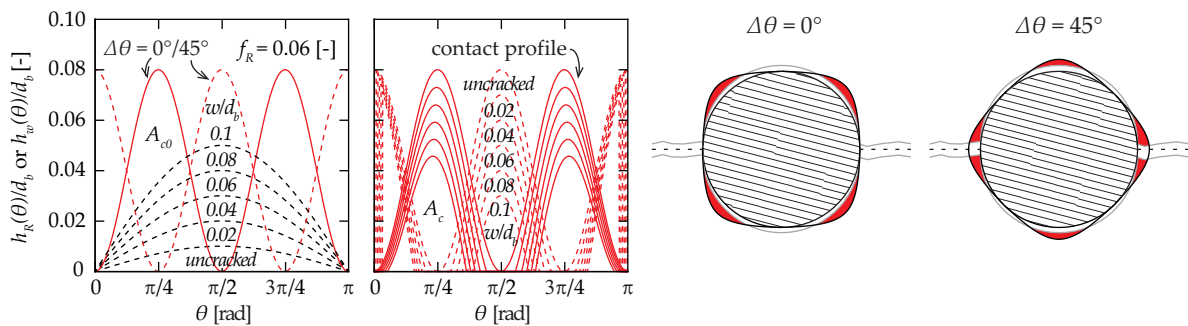 h_R(θ)/d_b or h_w(θ)/d_b [-]
0.10
0.08
0.06
0.04
0.02
0
Δθ = 0°/45°
f_R = 0.06 [-]
A_c0
w/d_b
0.1
0.08
0.06
0.04
0.02
uncracked
0
π/4
π/2
3π/4
π
θ [rad]
contact profile
uncracked
0.02
0.04
0.06
0.08
0.1
w/d_b
A_c
0
π/4
π/2
3π/4
π
θ [rad]
Δθ = 0°
Δθ = 45°